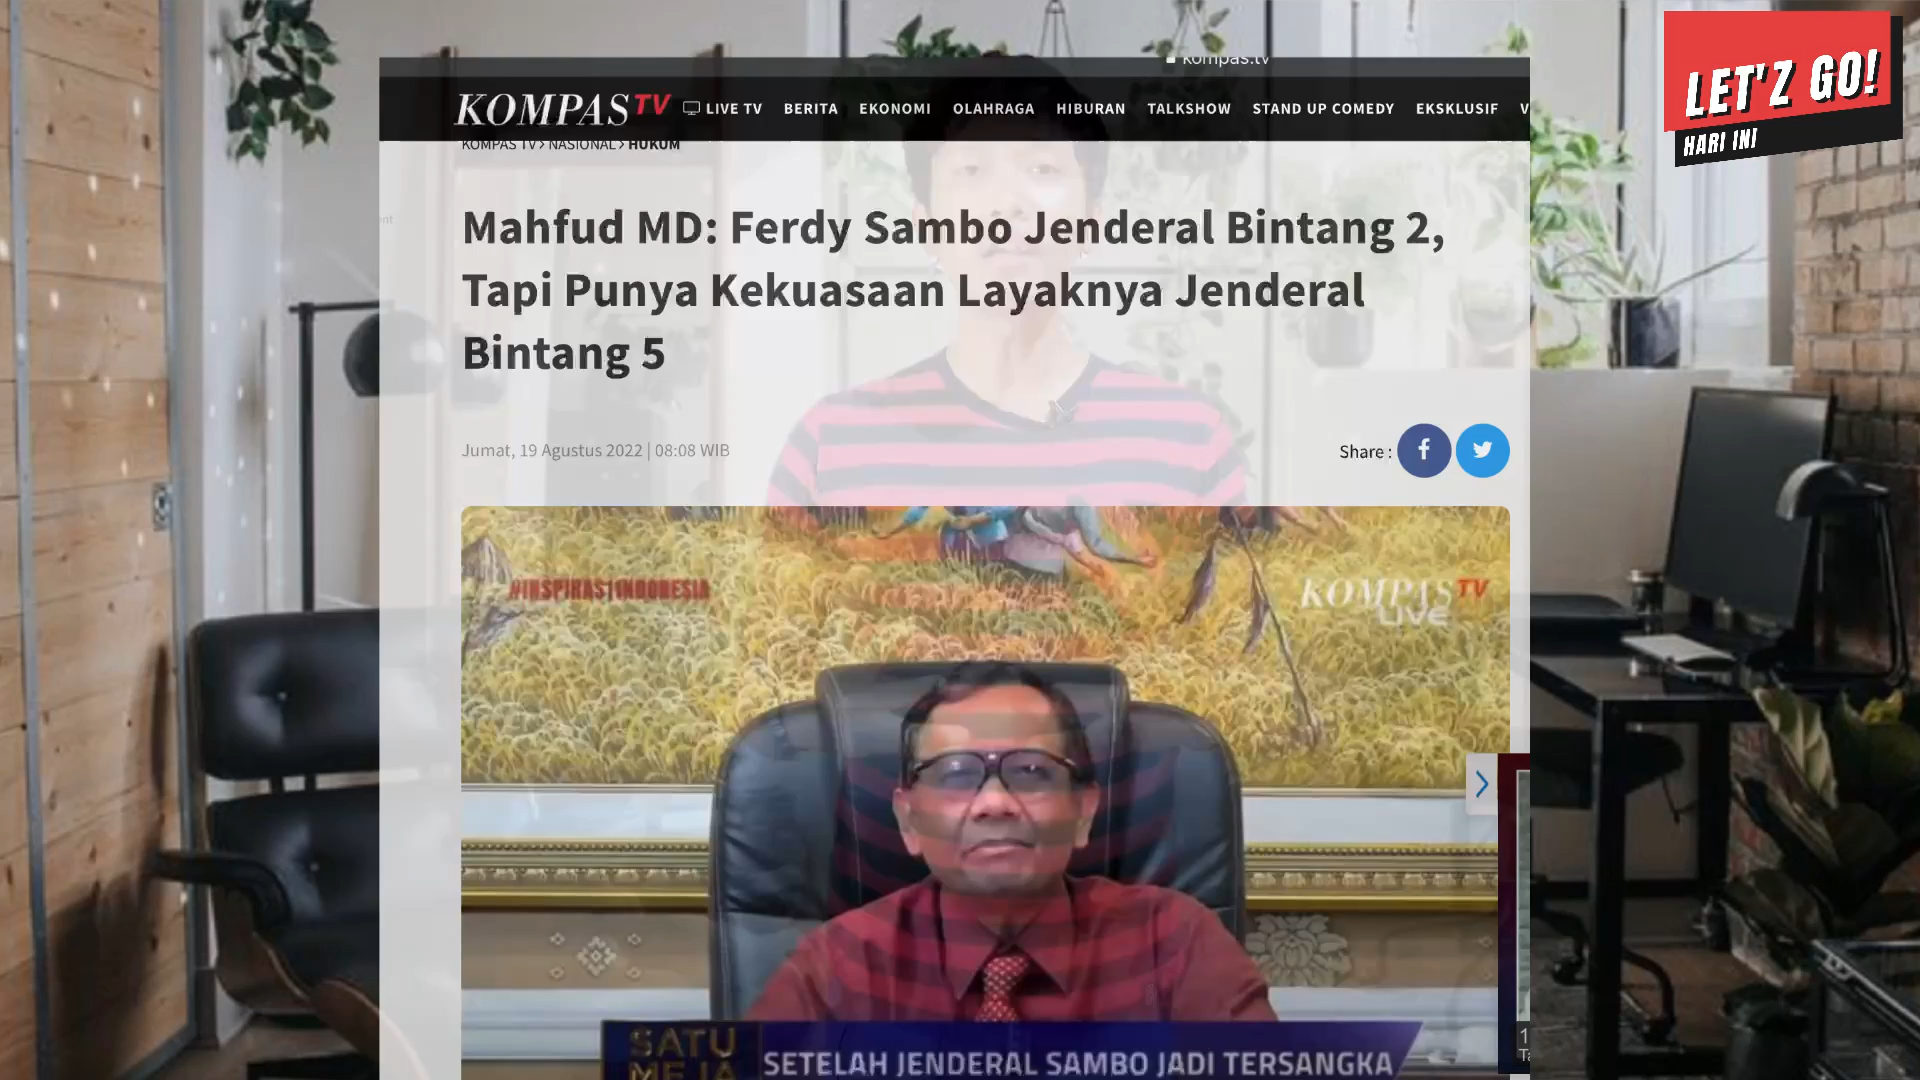 kompas.tv
LET'Z GO!
HARI INI
KOMPAS TV
LIVE TV BERITA EKONOMI OLAHRAGA HIBURAN TALKSHOW STAND UP COMEDY EKSKLUSIF V
KOMPAS TV > NASIONAL > HUKUM
Mahfud MD: Ferdy Sambo Jenderal Bintang 2,
Tapi Punya Kekuasaan Layaknya Jenderal
Bintang 5
Jumat, 19 Agustus 2022 | 08:08 WIB
Share :
#INSPIRASIINDONESIA
KOMPAS TV
LIVE
SATU
MEJA
SETELAH JENDERAL SAMBO JADI TERSANGKA